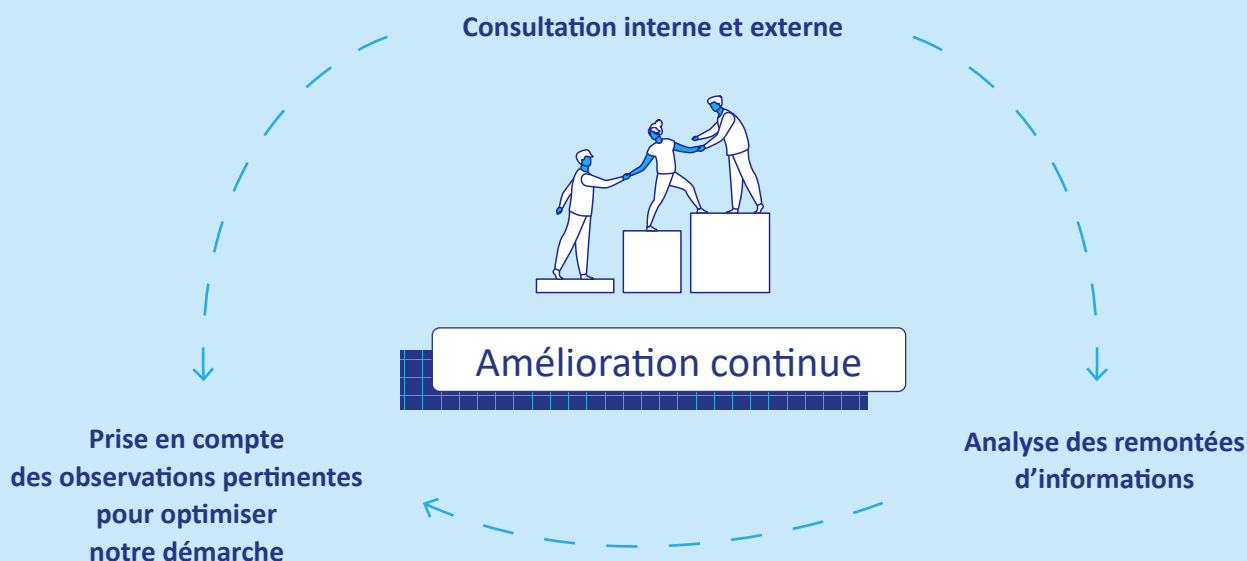 Consultation interne et externe
Amélioration continue
Analyse des remontées
d’informations
Prise en compte
des observations pertinentes
pour optimiser
notre démarche